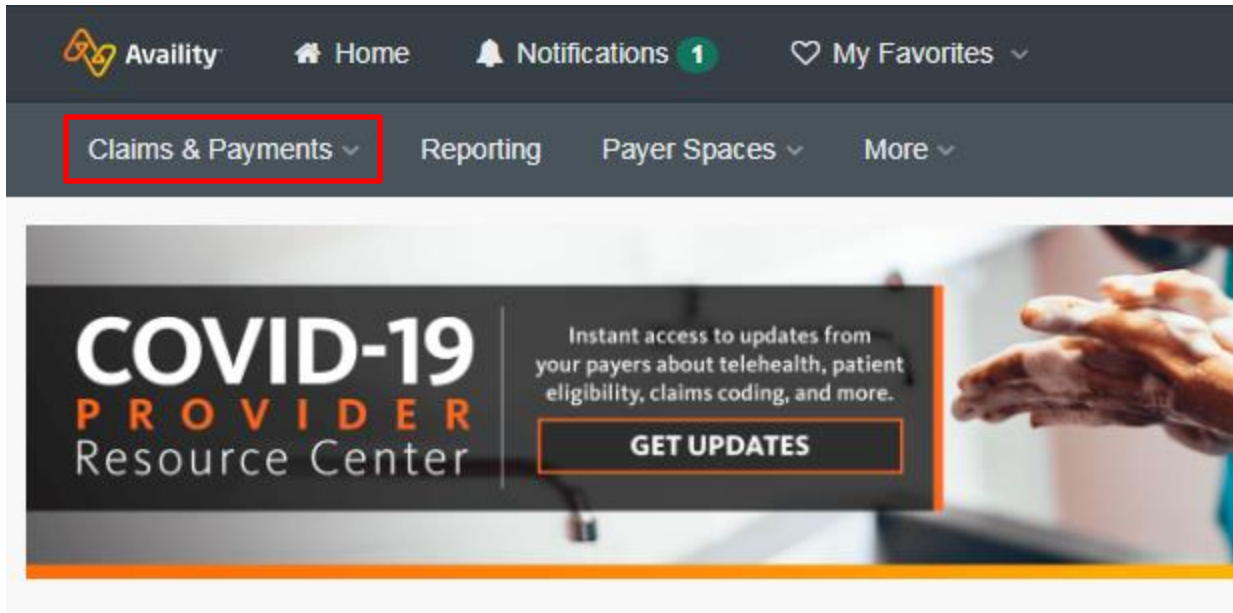 Availity Home Notifications 1 My Favorites
Claims & Payments Reporting Payer Spaces More
COVID-19
PROVIDER
Resource Center
Instant access to updates from
your payers about telehealth, patient
eligibility, claims coding, and more.
GET UPDATES